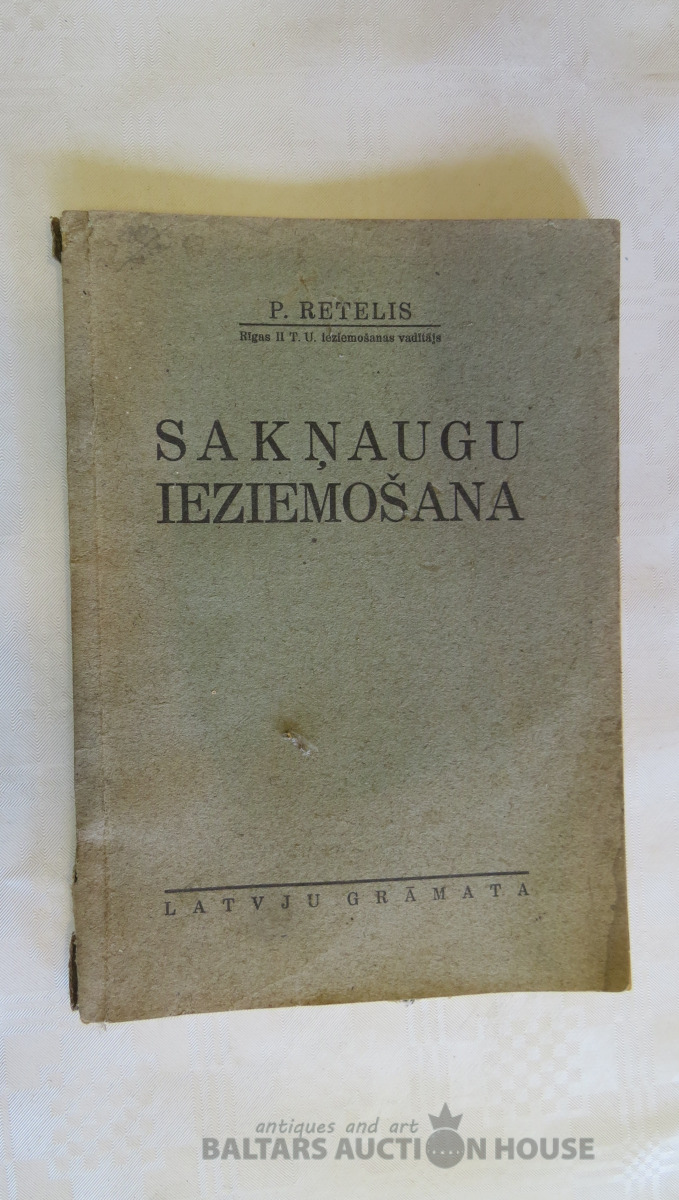 P. RETELIS
Rīgas II T. U. ieziemošanas vadītājs
SAKŅAUGU
IEZIEMOŠANA
LATVJU GRĀMATA
antiques and art
BALTARS AUCTION HOUSE